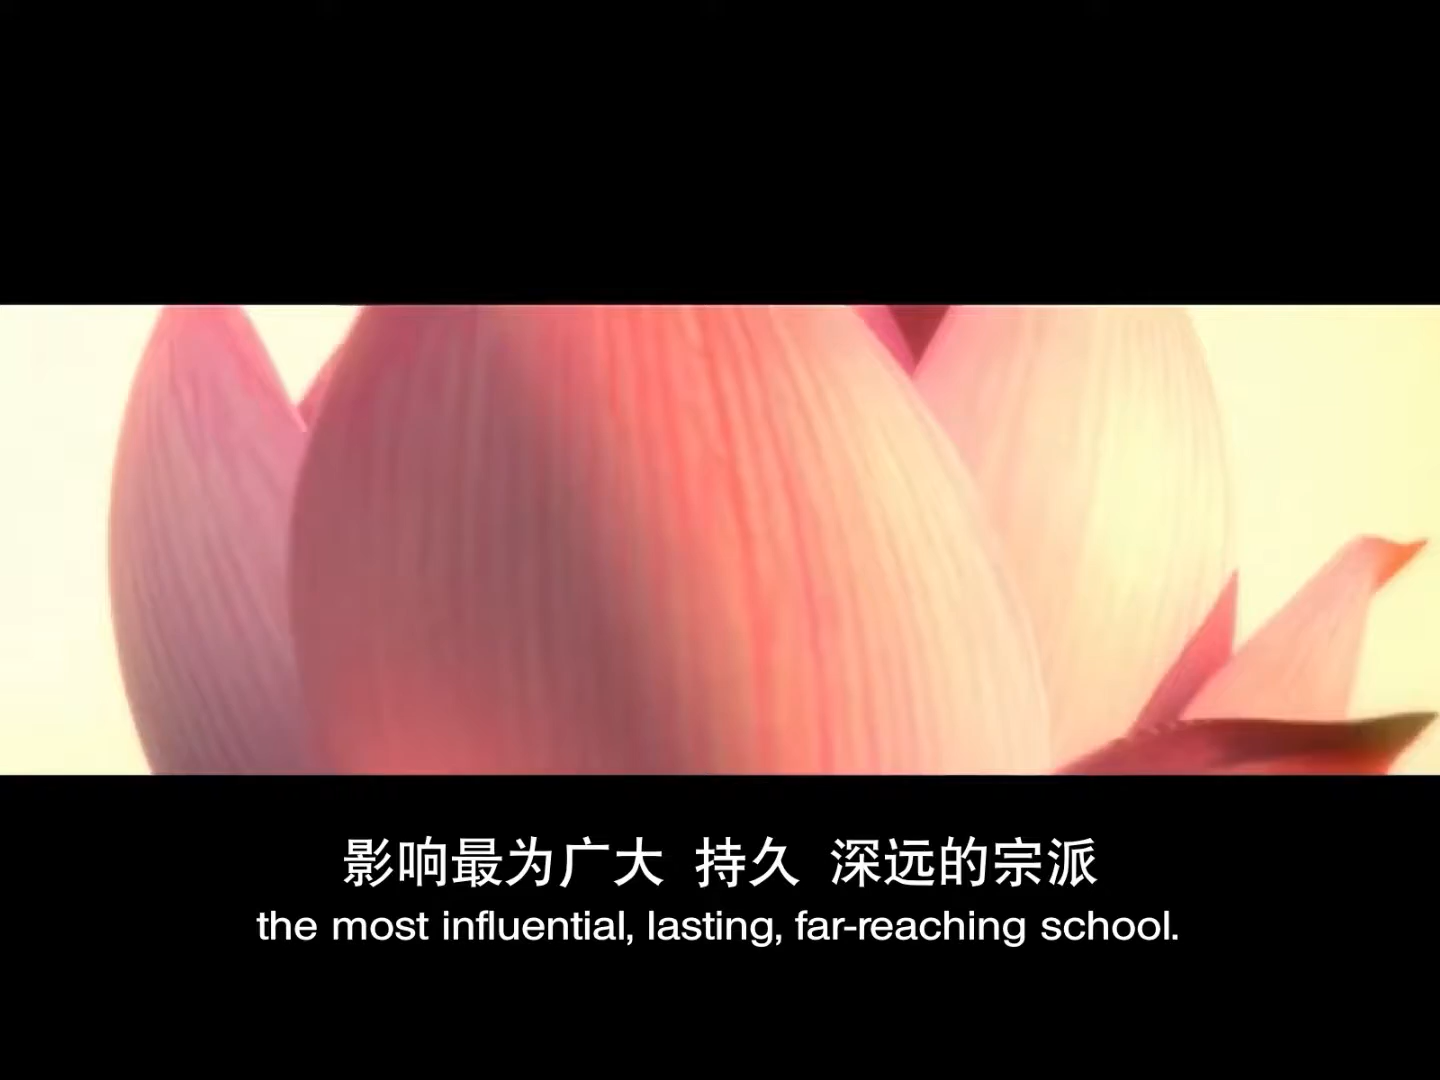 影响最为广大 持久 深远的宗派
the most influential, lasting, far-reaching school.